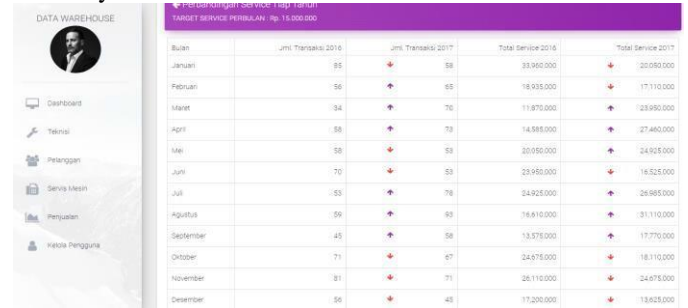 DATA WAREHOUSE
Perbandingan Service Tiap Tahun
TARGET SERVICE PERBULAN : Rp. 15.000.000
Dashboard
Teknisi
Pelanggan
Servis Mesin
Penjualan
Kelola Pengguna
Bulan Jml. Transaksi 2016 Jml. Transaksi 2017 Total Service 2016 Total Service 2017
Januari 85 58 33,960,000 20,050,000
Februari 56 65 18,935,000 17,110,000
Maret 34 70 11,870,000 23,950,000
April 58 73 14,585,000 27,460,000
Mei 58 53 20,050,000 24,925,000
Juni 70 53 23,950,000 16,525,000
Juli 53 78 24,925,000 26,985,000
Agustus 59 93 16,610,000 31,110,000
September 45 58 13,575,000 17,770,000
Oktober 71 67 24,675,000 18,110,000
November 81 71 26,110,000 24,675,000
Desember 56 45 17,200,000 13,625,000